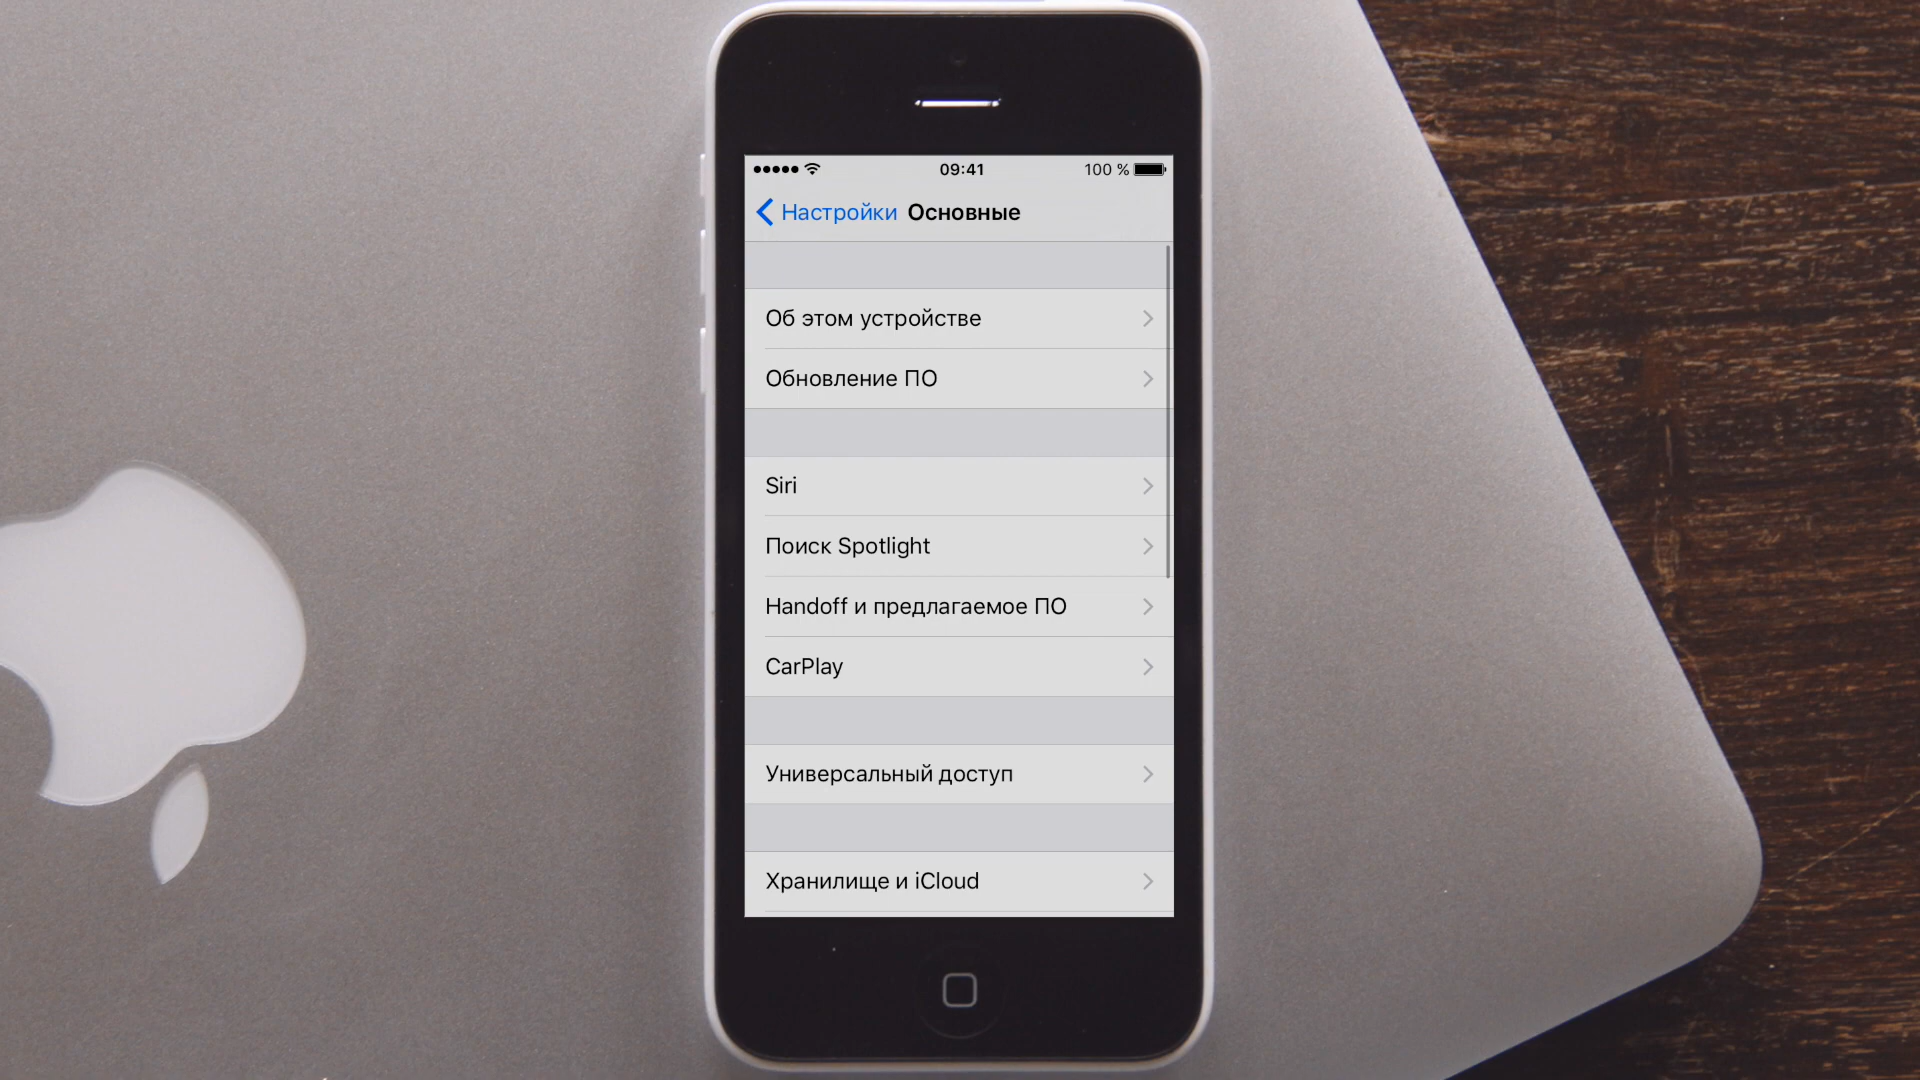 09:41
100 %
Настройки Основные
Об этом устройстве
Обновление ПО
Siri
Поиск Spotlight
Handoff и предлагаемое ПО
CarPlay
Универсальный доступ
Хранилище и iCloud